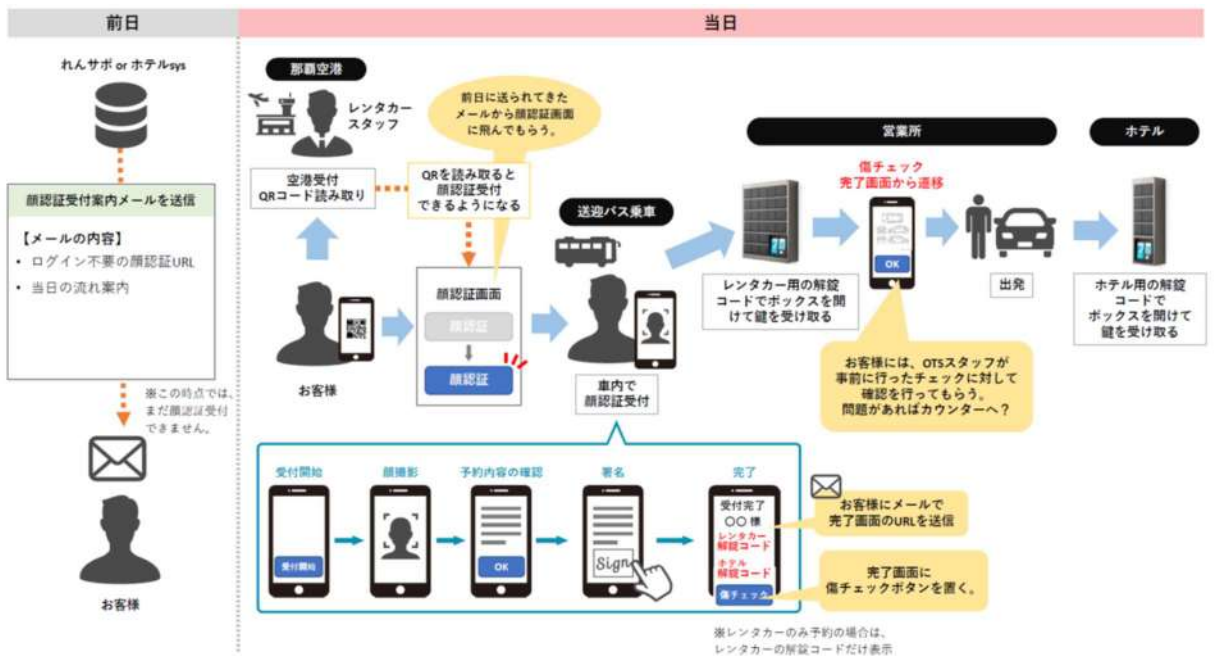 前日
当日
れんサポ or ホテルsys
顔認証受付案内メールを送信
【メールの内容】
• ログイン不要の顔認証URL
• 当日の流れ案内
※この時点では、
まだ顔認証受付
できません。
お客様
那覇空港
レンタカー
スタッフ
空港受付
QRコード読み取り
前日に送られてきた
メールから顔認証画面
に飛んでもらう。
QRを読み取ると
顔認証受付
できるようになる
お客様
顔認証画面
顔認証
顔認証
送迎バス乗車
車内で
顔認証受付
営業所
レンタカー用の解錠
コードでボックスを開
けて鍵を受け取る
傷チェック
完了画面から遷移
OK
出発
お客様には、OTSスタッフが
事前に行ったチェックに対して
確認を行ってもらう。
問題があればカウンターへ？
ホテル
ホテル用の解錠
コードで
ボックスを開けて
鍵を受け取る
受付開始
受付開始
顔撮影
予約内容の確認
OK
署名
Sign
完了
受付完了
〇〇 様
レンタカー
解錠コード
ホテル
解錠コード
傷チェック
お客様にメールで
完了画面のURLを送信
完了画面に
傷チェックボタンを置く。
※レンタカーのみ予約の場合は、
レンタカーの解錠コードだけ表示